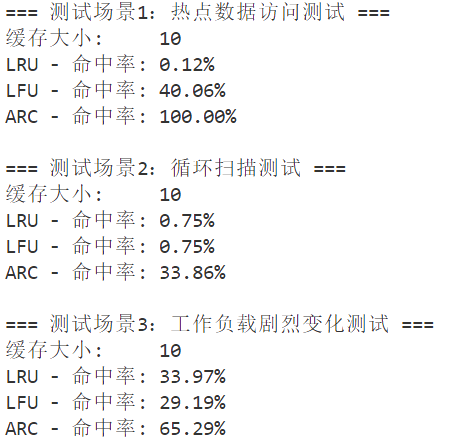 === 测试场景1：热点数据访问测试 ===
缓存大小:     10
LRU - 命中率: 0.12%
LFU - 命中率: 40.06%
ARC - 命中率: 100.00%

=== 测试场景2：循环扫描测试 ===
缓存大小:     10
LRU - 命中率: 0.75%
LFU - 命中率: 0.75%
ARC - 命中率: 33.86%

=== 测试场景3：工作负载剧烈变化测试 ===
缓存大小:     10
LRU - 命中率: 33.97%
LFU - 命中率: 29.19%
ARC - 命中率: 65.29%